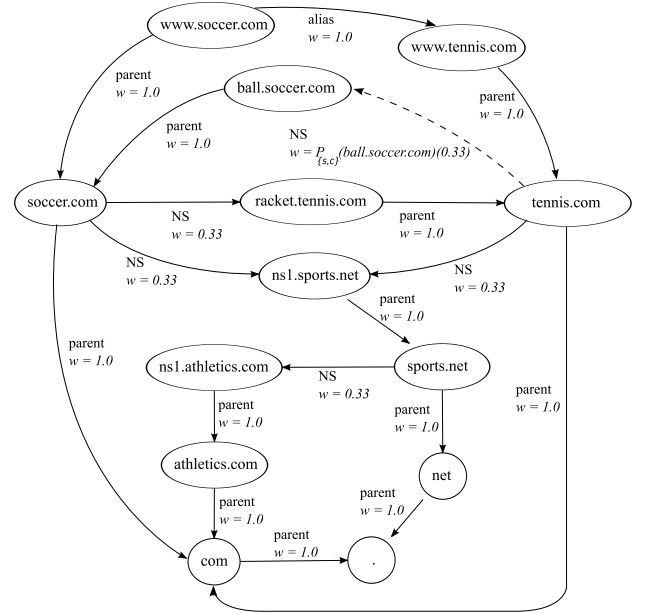 www.soccer.com
alias
w = 1.0
www.tennis.com
parent
w = 1.0
ball.soccer.com
parent
w = 1.0
parent
w = 1.0
NS
w = P{s,c}(ball.soccer.com)(0.33)
soccer.com
racket.tennis.com
tennis.com
NS
w = 0.33
parent
w = 1.0
NS
w = 0.33
ns1.sports.net
NS
w = 0.33
parent
w = 1.0
parent
w = 1.0
ns1.athletics.com
sports.net
NS
w = 0.33
parent
w = 1.0
parent
w = 1.0
parent
w = 1.0
athletics.com
net
parent
w = 1.0
parent
w = 1.0
com
parent
w = 1.0
.